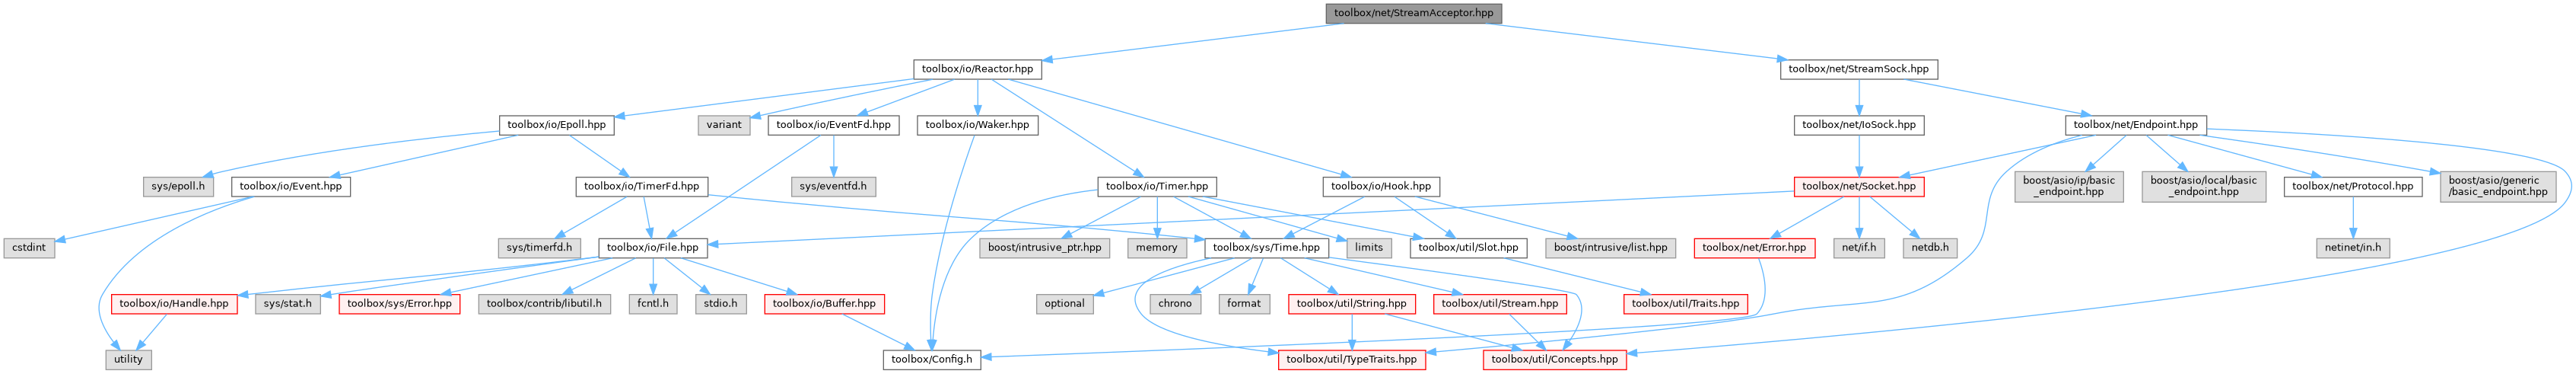 toolbox/net/StreamAcceptor.hpp
toolbox/io/Reactor.hpp
toolbox/net/StreamSock.hpp
toolbox/io/Epoll.hpp
variant
toolbox/io/EventFd.hpp
toolbox/io/Waker.hpp
toolbox/net/IoSock.hpp
toolbox/net/Endpoint.hpp
sys/epoll.h
toolbox/io/Event.hpp
toolbox/io/TimerFd.hpp
sys/eventfd.h
toolbox/io/Timer.hpp
toolbox/io/Hook.hpp
toolbox/net/Socket.hpp
boost/asio/ip/basic
_endpoint.hpp
boost/asio/local/basic
_endpoint.hpp
toolbox/net/Protocol.hpp
boost/asio/generic
/basic_endpoint.hpp
cstdint
sys/timerfd.h
toolbox/io/File.hpp
boost/intrusive_ptr.hpp
memory
toolbox/sys/Time.hpp
limits
toolbox/util/Slot.hpp
boost/intrusive/list.hpp
toolbox/net/Error.hpp
net/if.h
netdb.h
netinet/in.h
toolbox/io/Handle.hpp
sys/stat.h
toolbox/sys/Error.hpp
toolbox/contrib/libutil.h
fcntl.h
stdio.h
toolbox/io/Buffer.hpp
optional
chrono
format
toolbox/util/String.hpp
toolbox/util/Stream.hpp
toolbox/util/Traits.hpp
utility
toolbox/Config.h
toolbox/util/TypeTraits.hpp
toolbox/util/Concepts.hpp